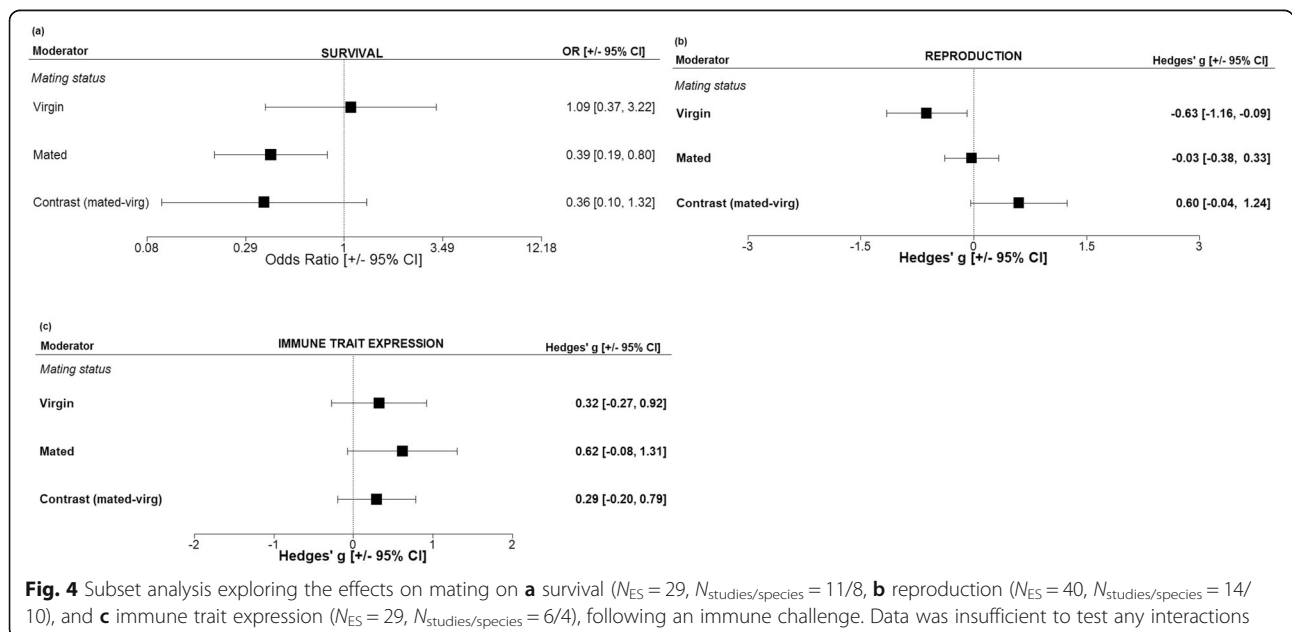 (a)
Moderator SURVIVAL OR [+/- 95% CI]
Mating status
Virgin 1.09 [0.37, 3.22]
Mated 0.39 [0.19, 0.80]
Contrast (mated-virg) 0.36 [0.10, 1.32]
0.08 0.29 1 3.49 12.18
Odds Ratio [+/- 95% CI]
(b)
Moderator REPRODUCTION Hedges' g [+/- 95% CI]
Mating status
Virgin -0.63 [-1.16, -0.09]
Mated -0.03 [-0.38, 0.33]
Contrast (mated-virg) 0.60 [-0.04, 1.24]
-3 -1.5 0 1.5 3
Hedges' g [+/- 95% CI]
(c)
Moderator IMMUNE TRAIT EXPRESSION Hedges' g [+/- 95% CI]
Mating status
Virgin 0.32 [-0.27, 0.92]
Mated 0.62 [-0.08, 1.31]
Contrast (mated-virg) 0.29 [-0.20, 0.79]
-2 -1 0 1 2
Hedges' g [+/- 95% CI]
Fig. 4 Subset analysis exploring the effects on mating on a survival (NES = 29, Nstudies/species = 11/8, b reproduction (NES = 40, Nstudies/species = 14/
10), and c immune trait expression (NES = 29, Nstudies/species = 6/4), following an immune challenge. Data was insufficient to test any interactions